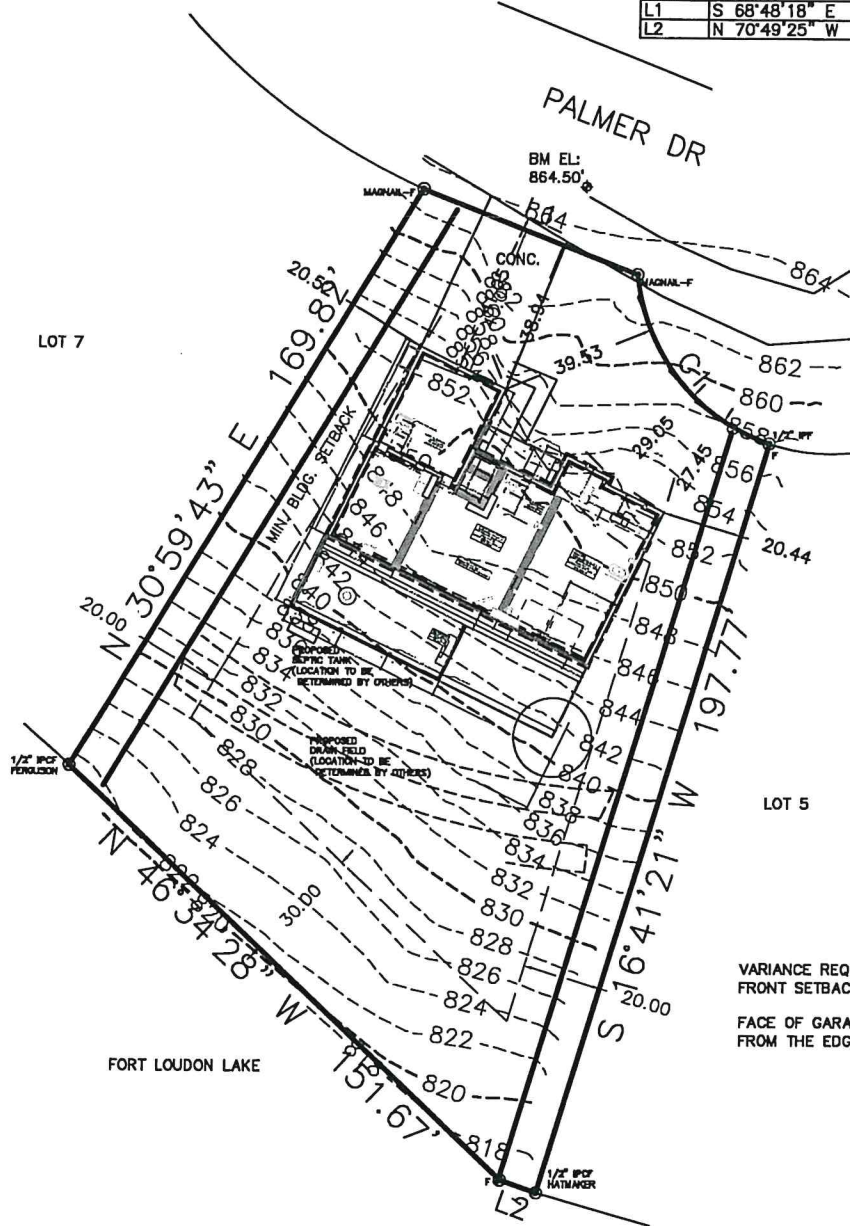 L1 S 68°48'18" E
L2 N 70°49'25" W
PALMER DR
BM EL:
864.50'
MAGNAIL-F
864
864
CONC.
MAGNAIL-F
20.52
38.94
862
LOT 7
169.82'
39.53
C1
860
852
858
1/2" IPF
F
MIN. BLDG. SETBACK
29.05
27.45
856
854
852
20.44
846
850
N 30°59'43" E
842
840
848
20.00
846
PROPOSED
SEPTIC TANK
(LOCATION TO BE
DETERMINED BY OTHERS)
834
832
844
830
PROPOSED
DRAIN FIELD
(LOCATION TO BE
DETERMINED BY OTHERS)
842
1/2" IPCF
FERGUSON
828
840
826
838
LOT 5
824
836
834
832
S 16°41'21" W 197.77'
830
30.00
828
826
N 46°34'28" W 151.67'
824
20.00
VARIANCE REQ
FRONT SETBAC
822
FACE OF GARA
FROM THE EDG
FORT LOUDON LAKE
820
818
F
1/2" IPCF
HATMAKER
L2